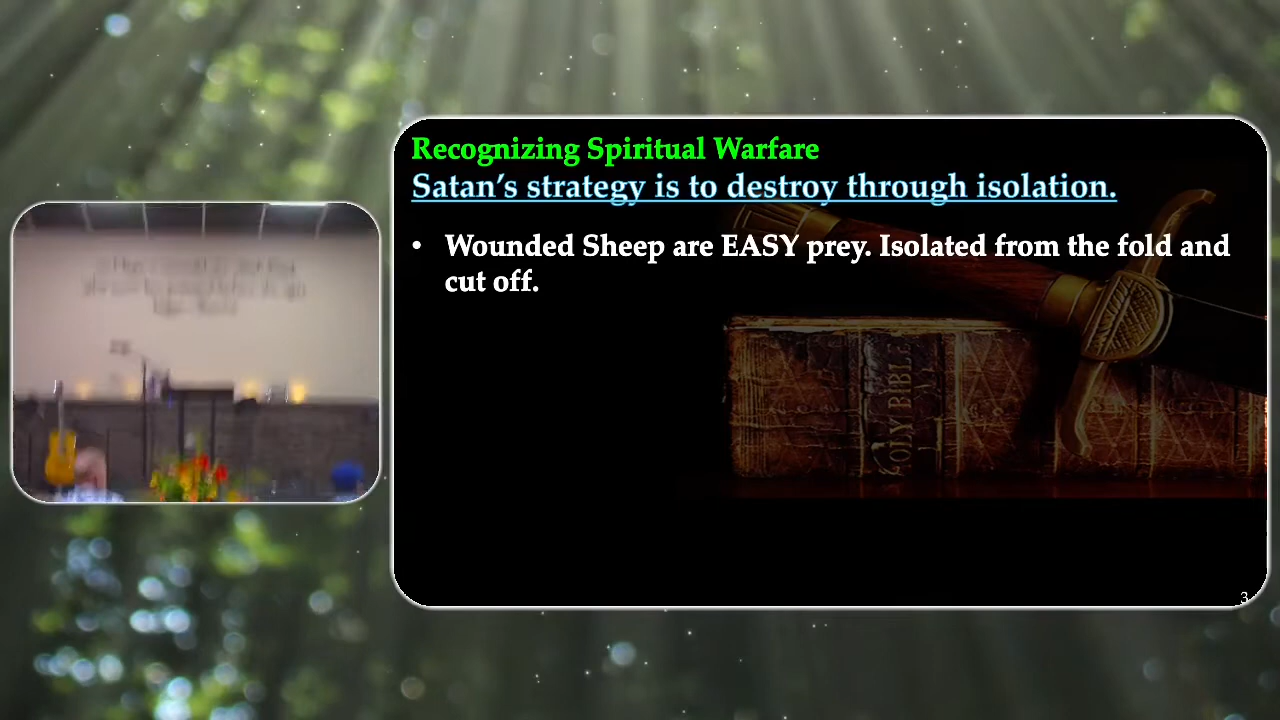 Recognizing Spiritual Warfare
Satan's strategy is to destroy through isolation.
• Wounded Sheep are EASY prey. Isolated from the fold and
cut off.
HOLY BIBLE
3